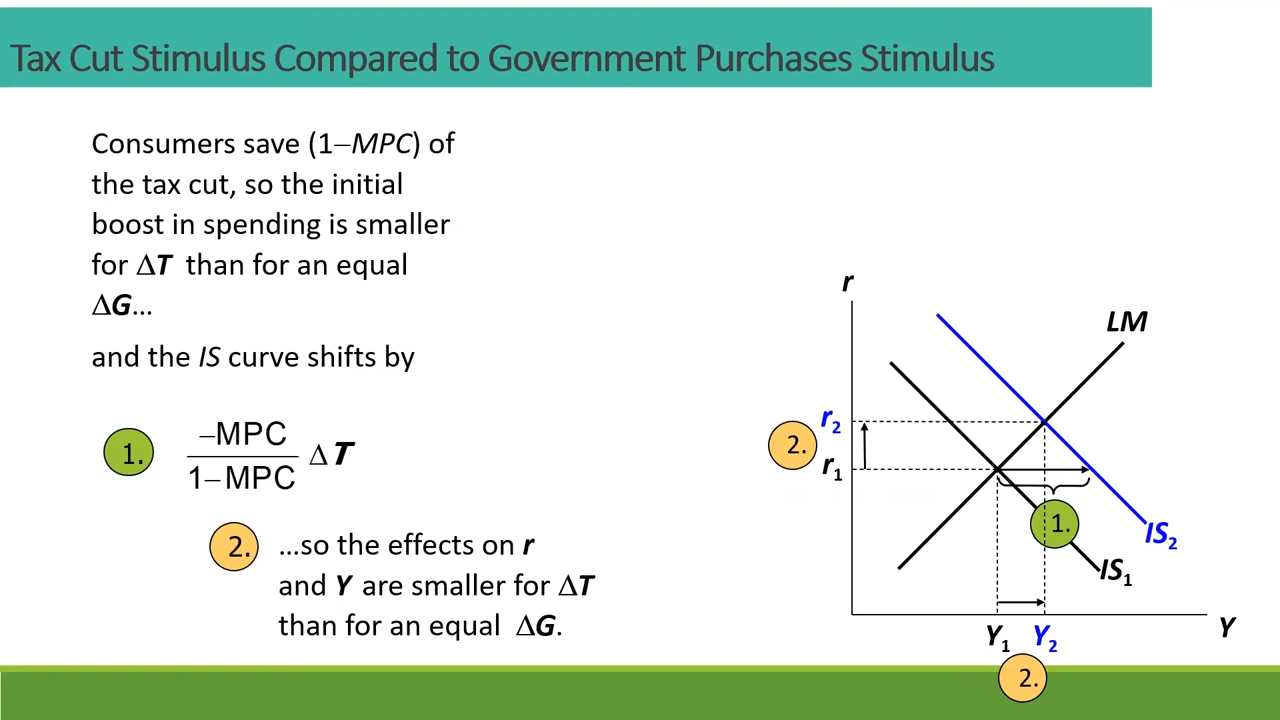 Tax Cut Stimulus Compared to Government Purchases Stimulus
Consumers save (1–MPC) of
the tax cut, so the initial
boost in spending is smaller
for ΔT than for an equal
ΔG…
and the IS curve shifts by
1.
–MPC
1–MPC
ΔT
2.
…so the effects on r
and Y are smaller for ΔT
than for an equal ΔG.
r
LM
r₂
2.
r₁
1.
IS₂
IS₁
Y₁
Y₂
Y
2.